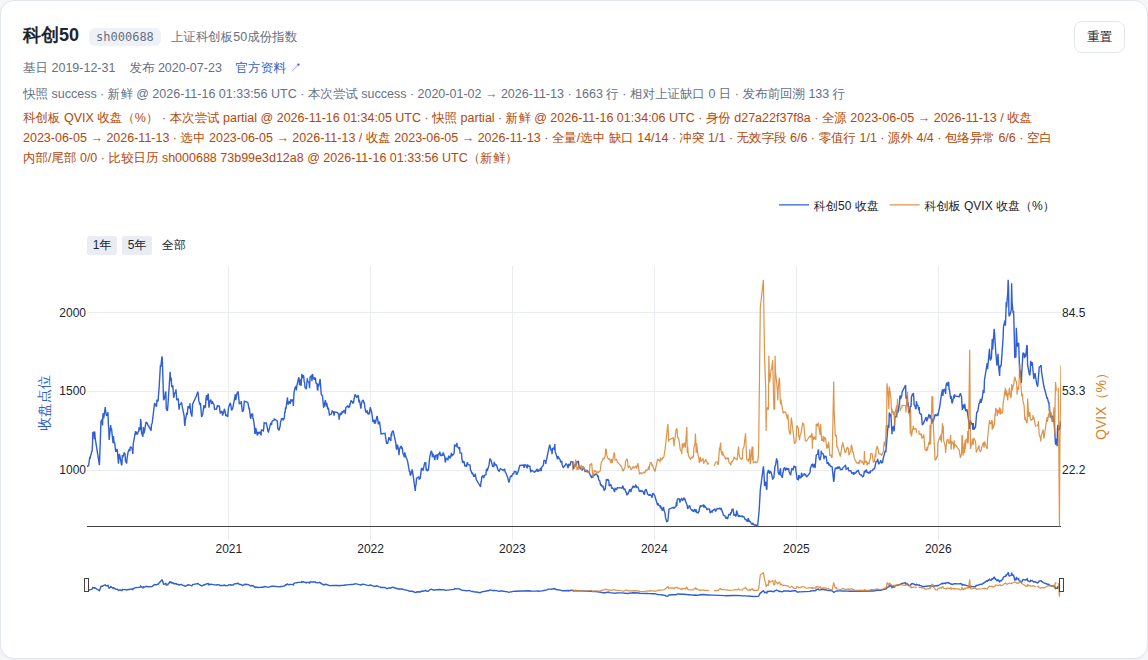 科创50 sh000688 上证科创板50成份指数 重置
基日 2019-12-31 发布 2020-07-23 官方资料 ↗
快照 success · 新鲜 @ 2026-11-16 01:33:56 UTC · 本次尝试 success · 2020-01-02 → 2026-11-13 · 1663 行 · 相对上证缺口 0 日 · 发布前回溯 133 行
科创板 QVIX 收盘（%） · 本次尝试 partial @ 2026-11-16 01:34:05 UTC · 快照 partial · 新鲜 @ 2026-11-16 01:34:06 UTC · 身份 d27a22f37f8a · 全源 2023-06-05 → 2026-11-13 / 收盘
2023-06-05 → 2026-11-13 · 选中 2023-06-05 → 2026-11-13 / 收盘 2023-06-05 → 2026-11-13 · 全量/选中 缺口 14/14 · 冲突 1/1 · 无效字段 6/6 · 零值行 1/1 · 源外 4/4 · 包络异常 6/6 · 空白
内部/尾部 0/0 · 比较日历 sh000688 73b99e3d12a8 @ 2026-11-16 01:33:56 UTC（新鲜）
科创50 收盘 科创板 QVIX 收盘（%）
1年 5年 全部
收盘点位
2000
1500
1000
84.5
53.3
22.2
QVIX（%）
2021 2022 2023 2024 2025 2026